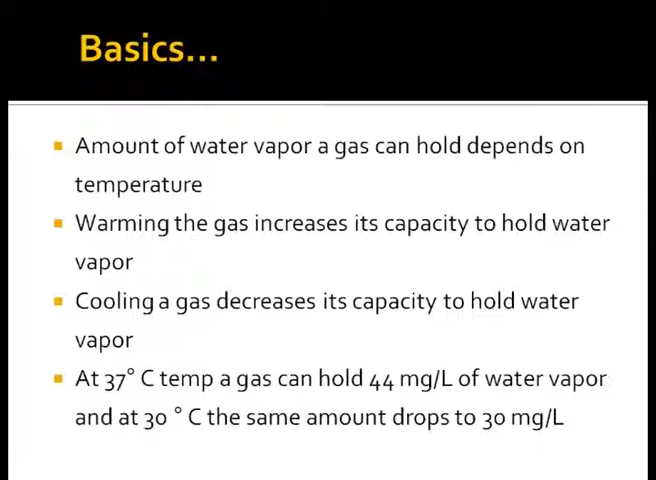 Basics...
Amount of water vapor a gas can hold depends on
temperature
Warming the gas increases its capacity to hold water
vapor
Cooling a gas decreases its capacity to hold water
vapor
At 37° C temp a gas can hold 44 mg/L of water vapor
and at 30 ° C the same amount drops to 30 mg/L